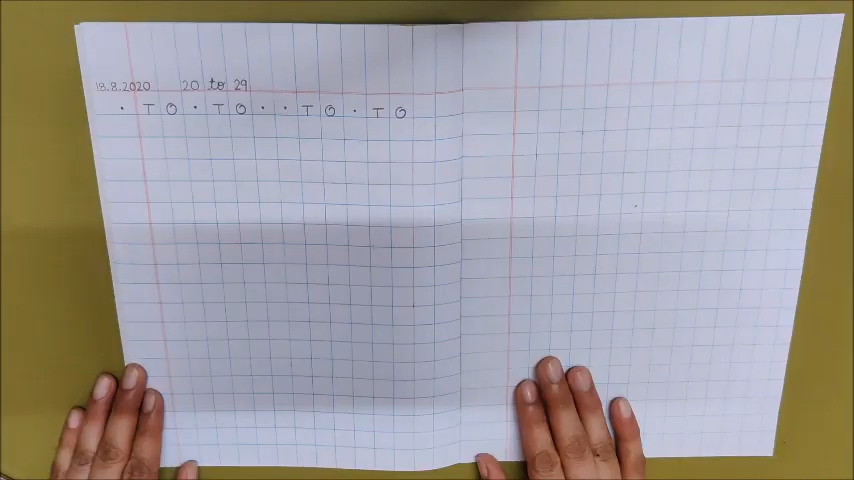 18.8.2020 20 to 29
. T O . T O . . T O . T O